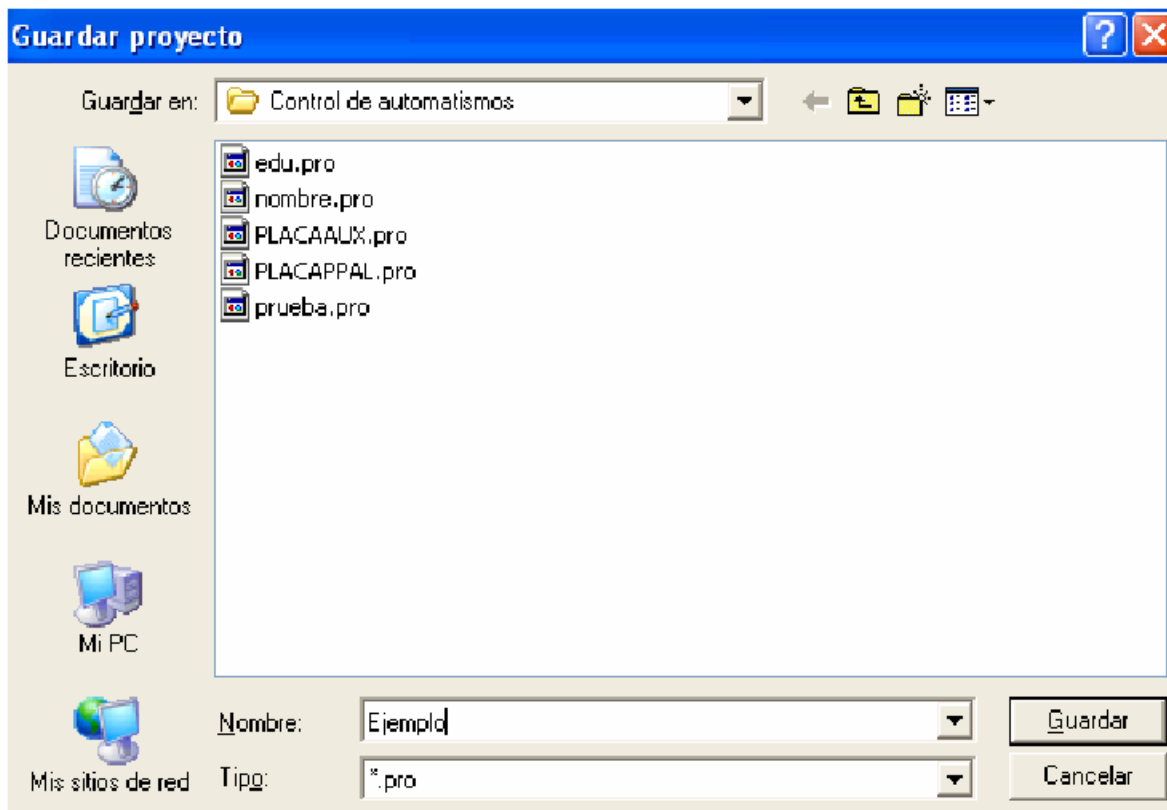 Guardar proyecto
Guardar en: Control de automatismos
edu.pro
nombre.pro
PLACAAUX.pro
PLACAPPAL.pro
prueba.pro
Documentos
recientes
Escritorio
Mis documentos
Mi PC
Mis sitios de red
Nombre: Ejemplo
Guardar
Tipo: *.pro
Cancelar